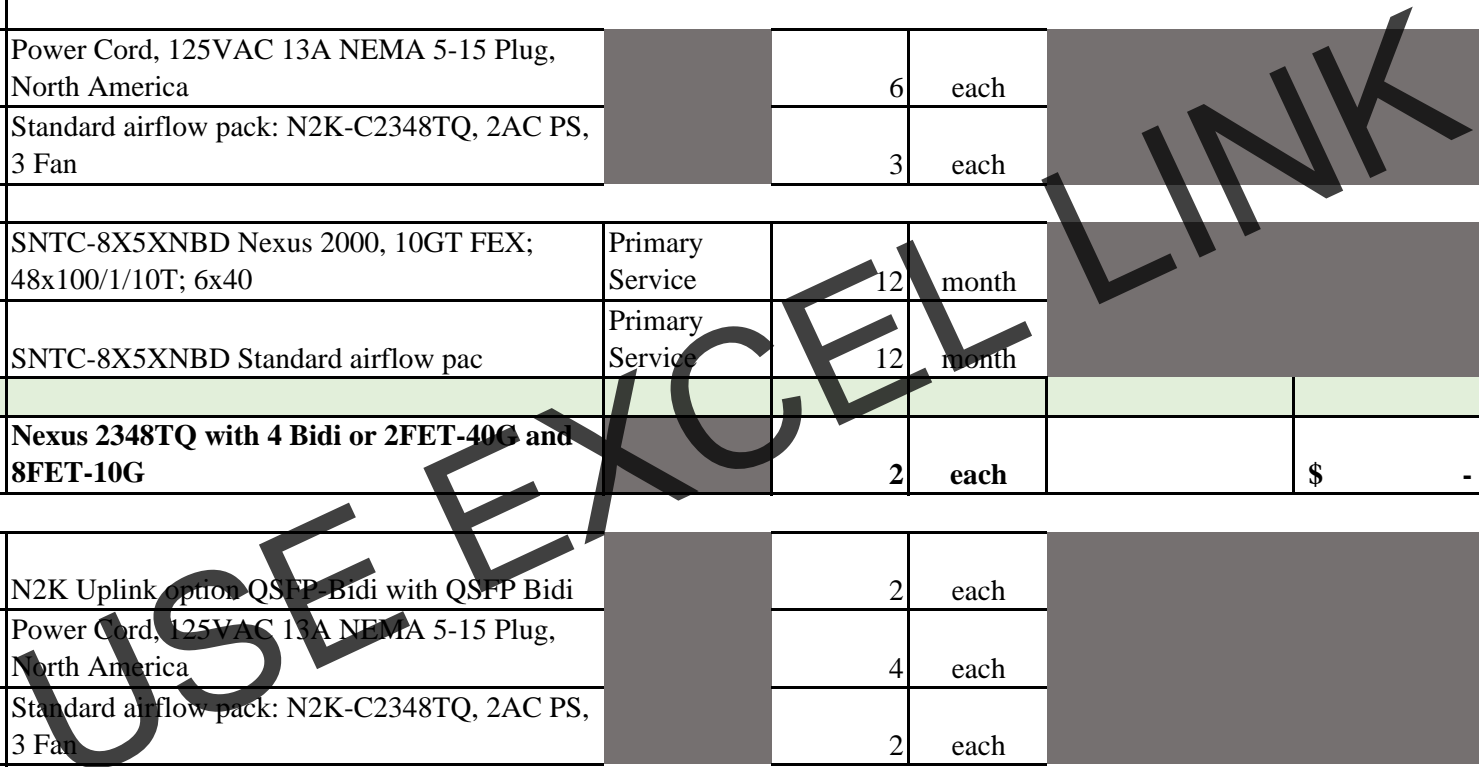 Power Cord, 125VAC 13A NEMA 5-15 Plug,
North America 6 each
Standard airflow pack: N2K-C2348TQ, 2AC PS,
3 Fan 3 each
SNTC-8X5XNBD Nexus 2000, 10GT FEX; Primary
48x100/1/10T; 6x40 Service 12 month
Primary
SNTC-8X5XNBD Standard airflow pac Service 12 month
Nexus 2348TQ with 4 Bidi or 2FET-40G and
8FET-10G 2 each $ -
N2K Uplink option QSFP-Bidi with QSFP Bidi 2 each
Power Cord, 125VAC 13A NEMA 5-15 Plug,
North America 4 each
Standard airflow pack: N2K-C2348TQ, 2AC PS,
3 Fan 2 each
USE EXCEL LINK